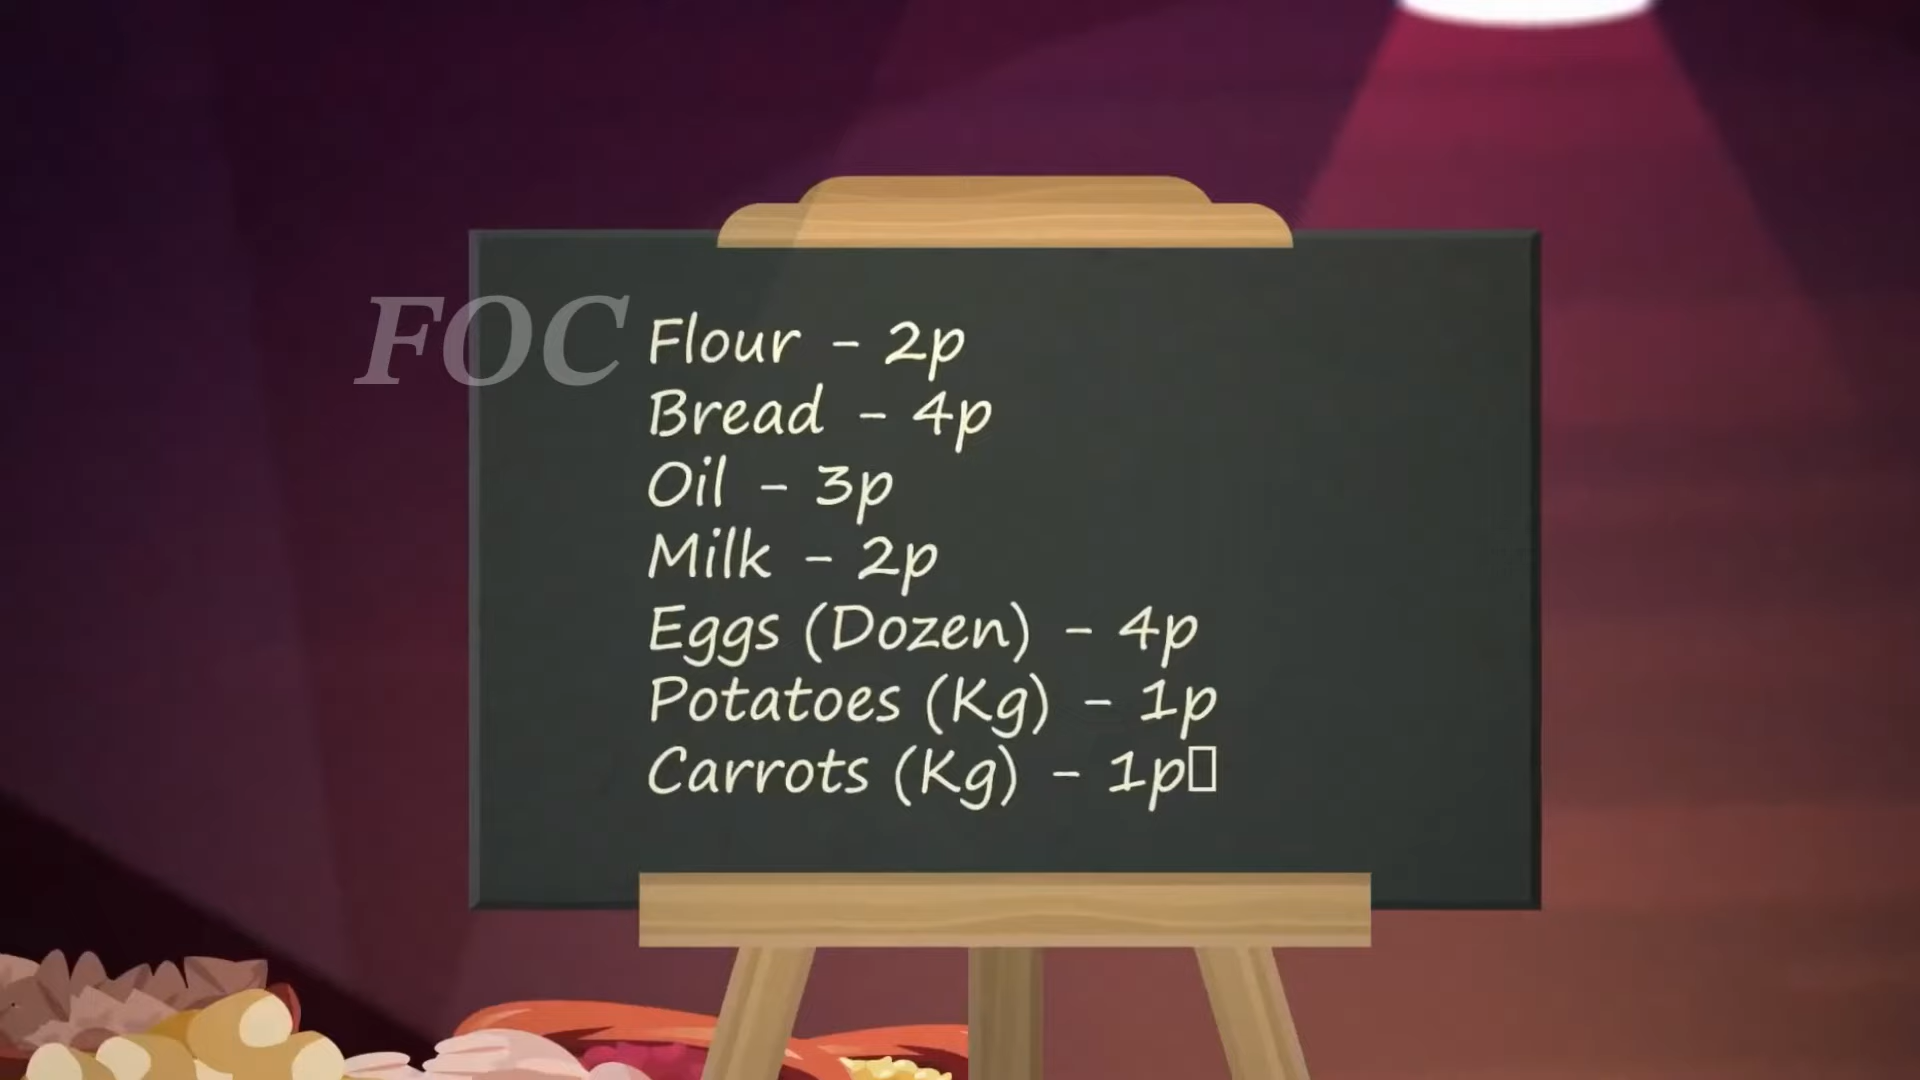 FOC
Flour - 2p
Bread - 4p
Oil - 3p
Milk - 2p
Eggs (Dozen) - 4p
Potatoes (Kg) - 1p
Carrots (Kg) - 1p▯